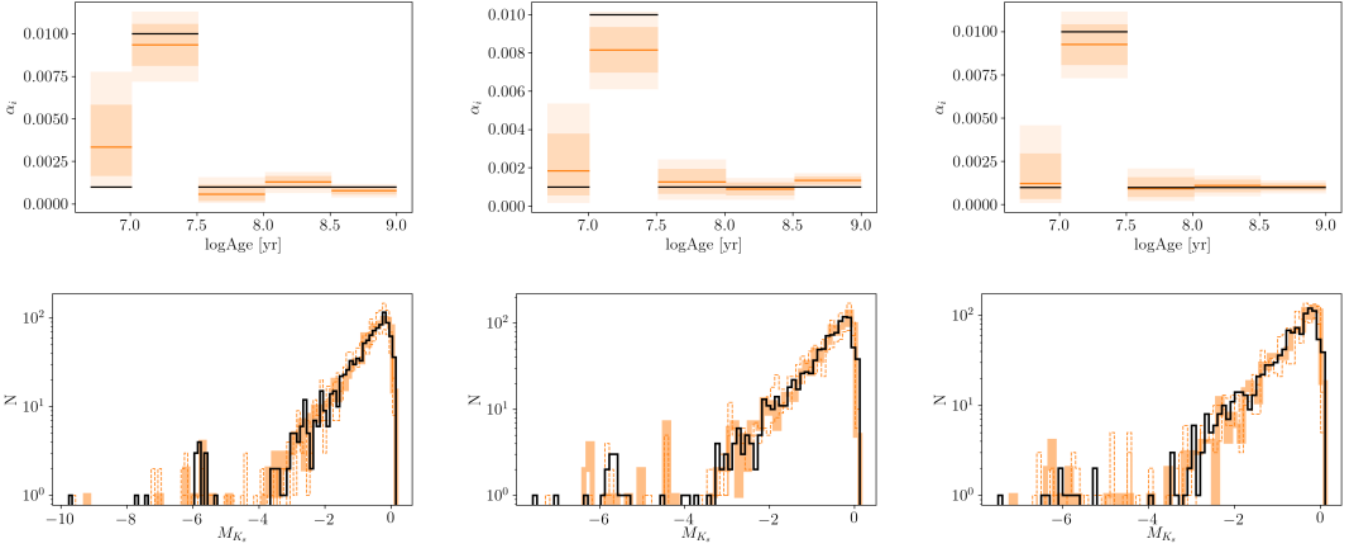 0.0100
0.0075
0.0050
0.0025
0.0000
α_i
7.0 7.5 8.0 8.5 9.0
logAge [yr]
0.010
0.008
0.006
0.004
0.002
0.000
α_i
7.0 7.5 8.0 8.5 9.0
logAge [yr]
0.0100
0.0075
0.0050
0.0025
0.0000
α_i
7.0 7.5 8.0 8.5 9.0
logAge [yr]
10^2
10^1
10^0
N
−10 −8 −6 −4 −2 0
M_{K_s}
10^2
10^1
10^0
N
−6 −4 −2 0
M_{K_s}
10^2
10^1
10^0
N
−6 −4 −2 0
M_{K_s}